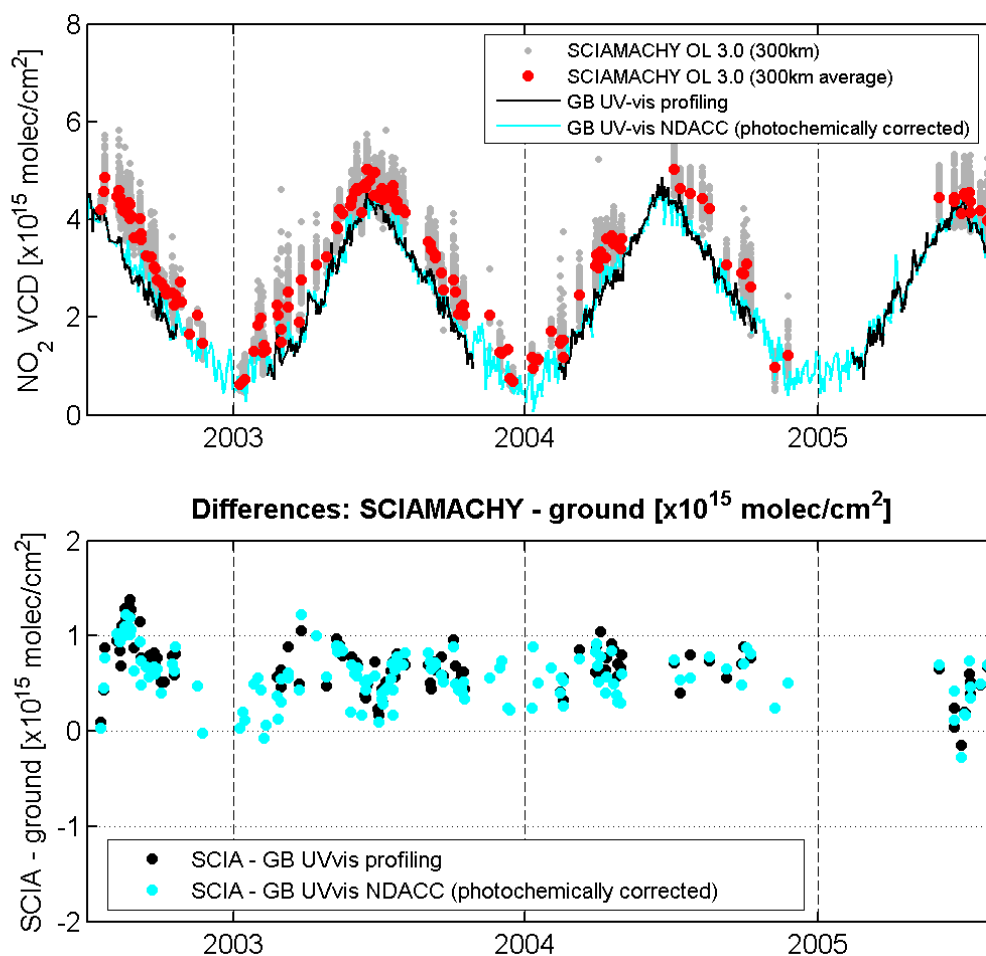 8
6
4
2
0
NO2 VCD [x10^15 molec/cm^2]
SCIAMACHY OL 3.0 (300km)
SCIAMACHY OL 3.0 (300km average)
GB UV-vis profiling
GB UV-vis NDACC (photochemically corrected)
2003 2004 2005
Differences: SCIAMACHY - ground [x10^15 molec/cm^2]
2
1
0
-1
-2
SCIA - ground [x10^15 molec/cm^2]
SCIA - GB UVvis profiling
SCIA - GB UVvis NDACC (photochemically corrected)
2003 2004 2005